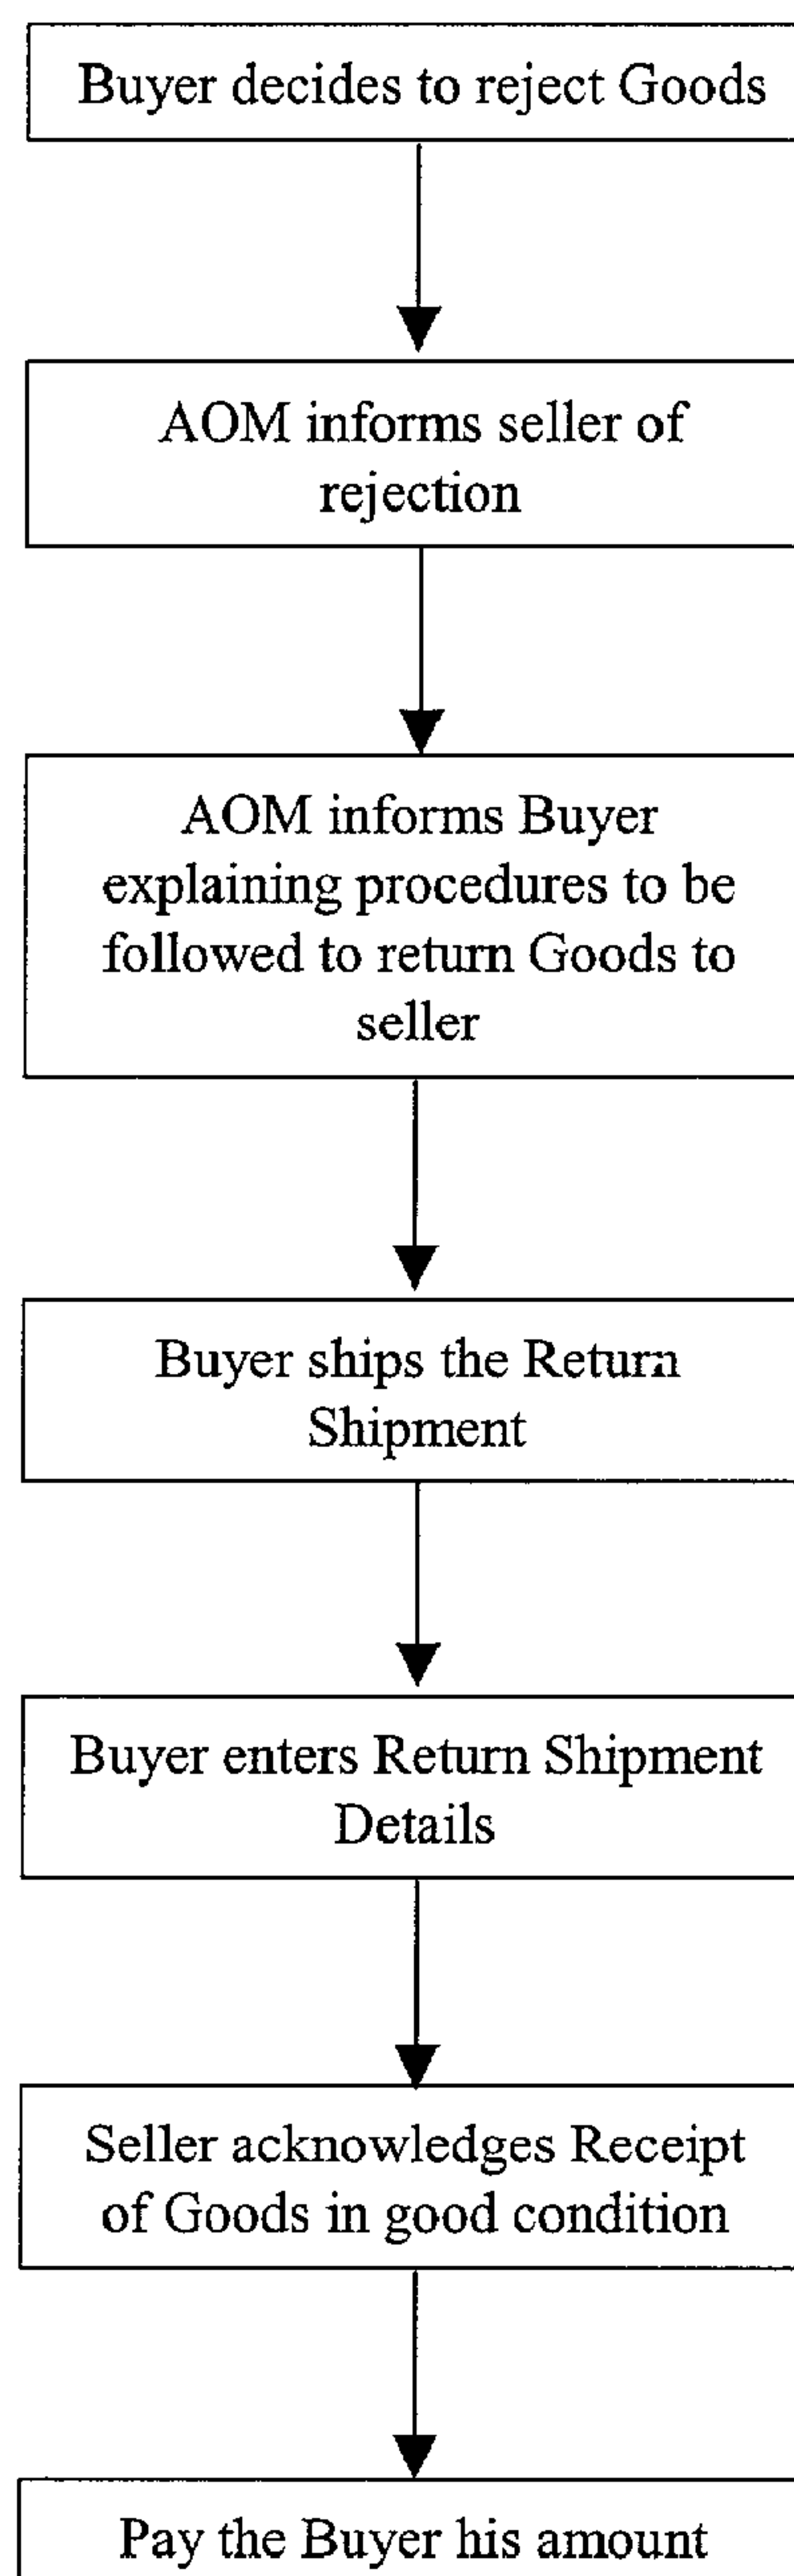 Buyer decides to reject Goods
AOM informs seller of
rejection
AOM informs Buyer
explaining procedures to be
followed to return Goods to
seller
Buyer ships the Return
Shipment
Buyer enters Return Shipment
Details
Seller acknowledges Receipt
of Goods in good condition
Pay the Buyer his amount